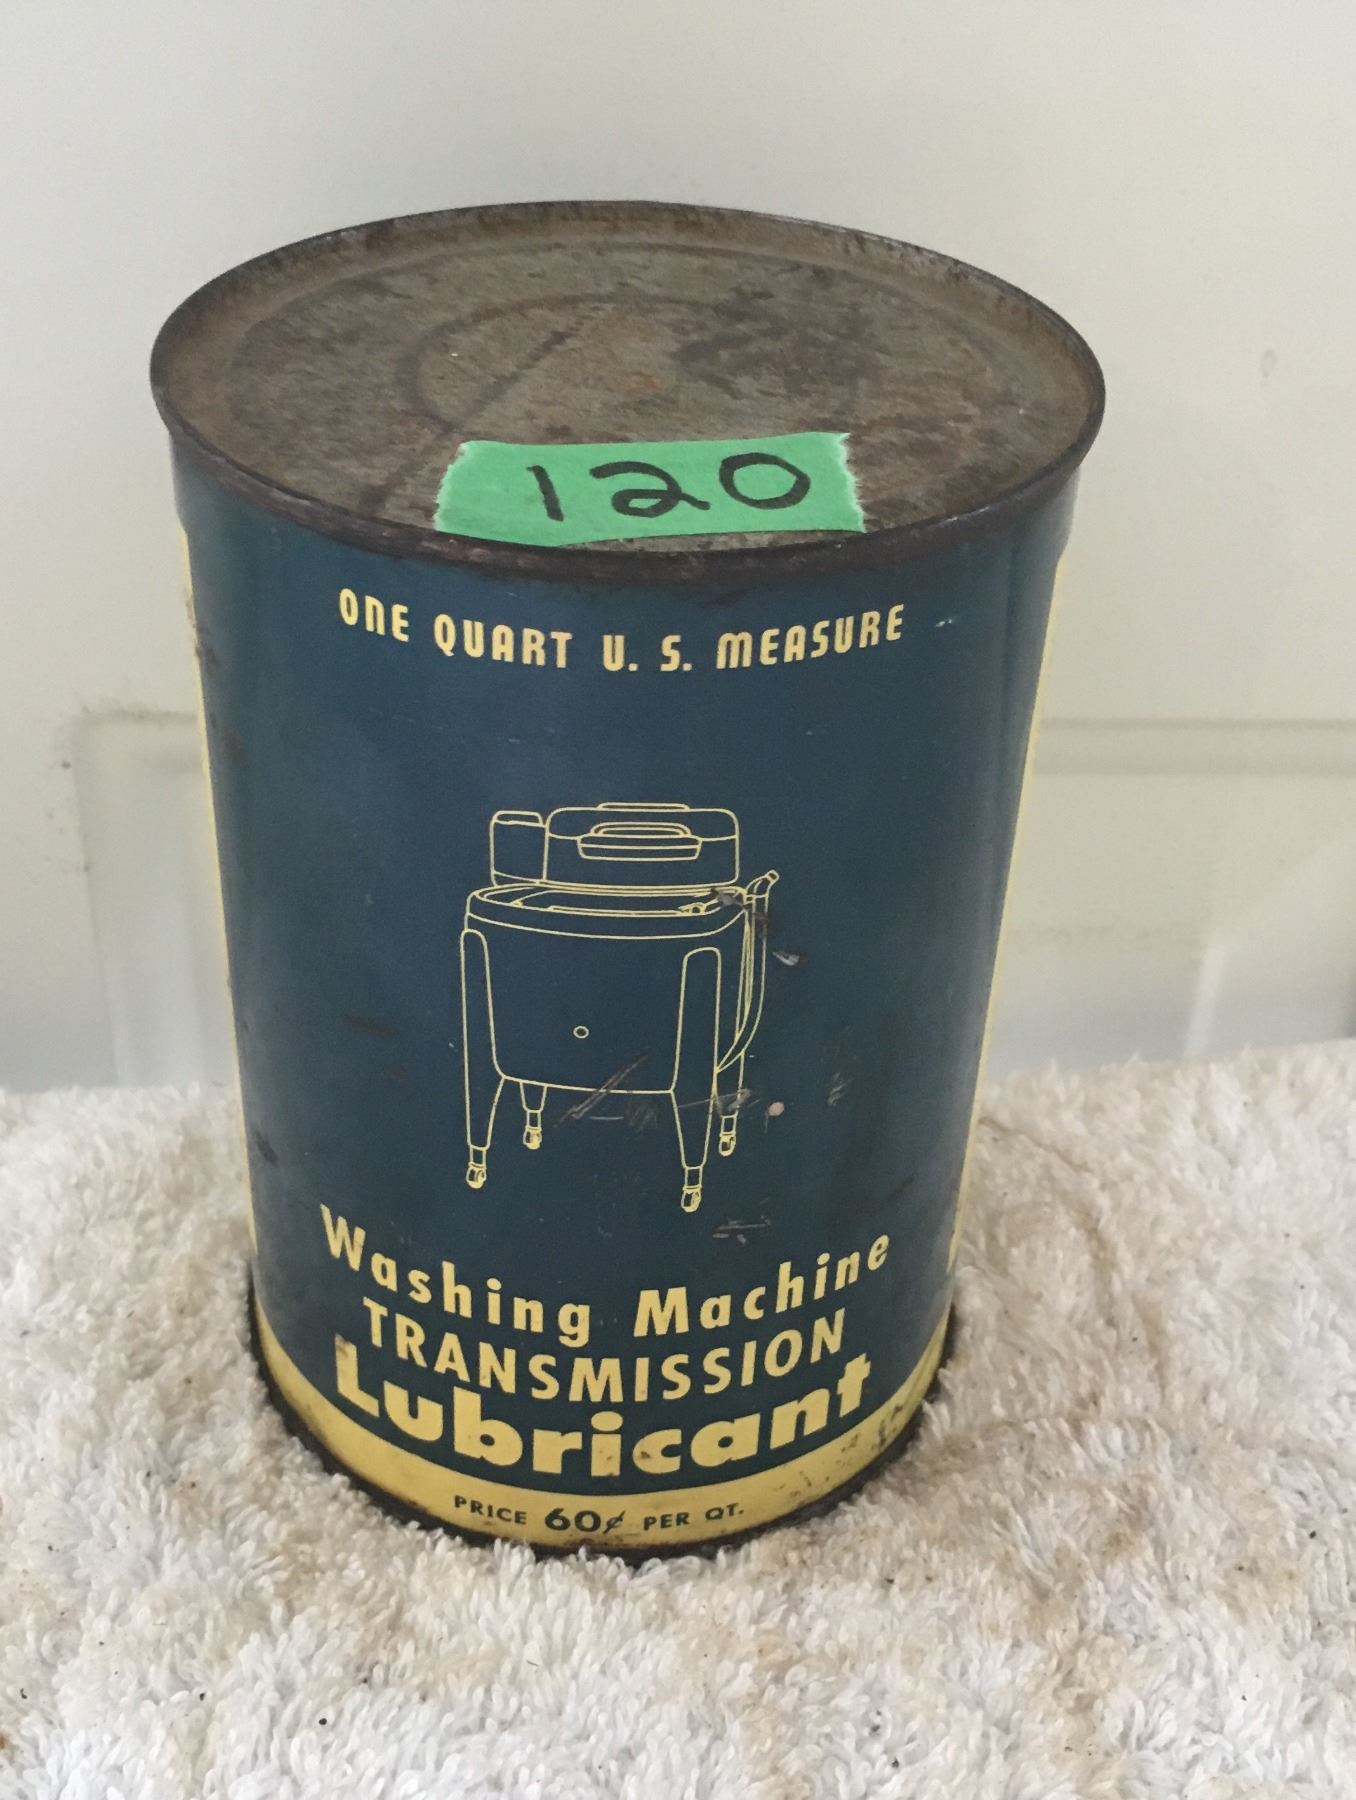 120
ONE QUART U. S. MEASURE
Washing Machine
TRANSMISSION
Lubricant
PRICE 60¢ PER QT.